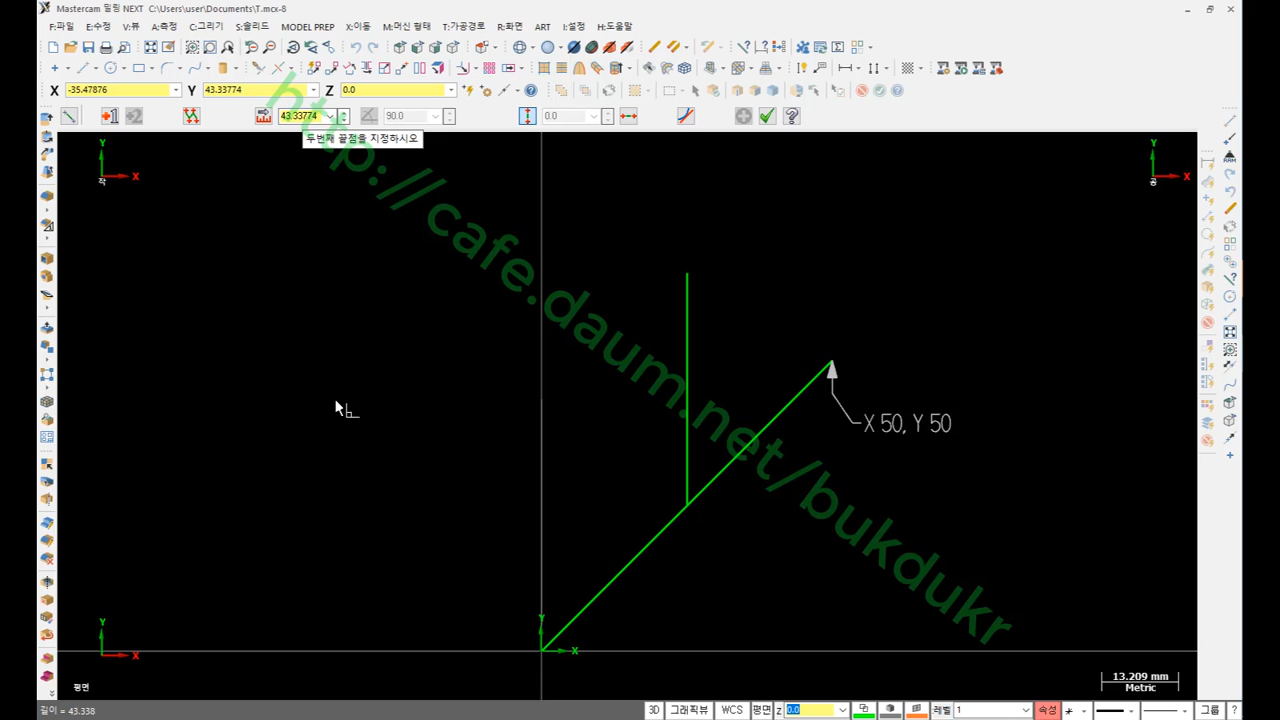 Mastercam 밀링 NEXT C:\Users\user\Documents\T.mcx-8
F:파일 E:수정 V:뷰 A:측정 C:그리기 S:솔리드 MODEL PREP X:이동 M:머신 형태 T:가공경로 R:화면 ART I:설정 H:도움말
X -35.47876 Y 43.33774 Z 0.0
+1 2 43.33774 90.0 0.0
두번째 끝점을 지정하시오
Y Y
X X
작 공
RAM
http://cafe.daum.net/bukdukr
X 50, Y 50
Y Y
X X
평면
13.209 mm
Metric
길이 = 43.338 3D 그래픽뷰 WCS 평면 Z 0.0 레벨 1 속성 그룹 ?